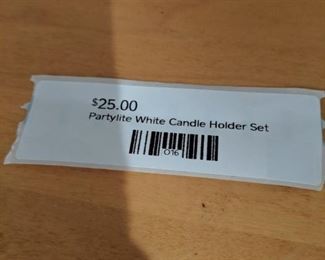 $25.00
Partylite White Candle Holder Set
016